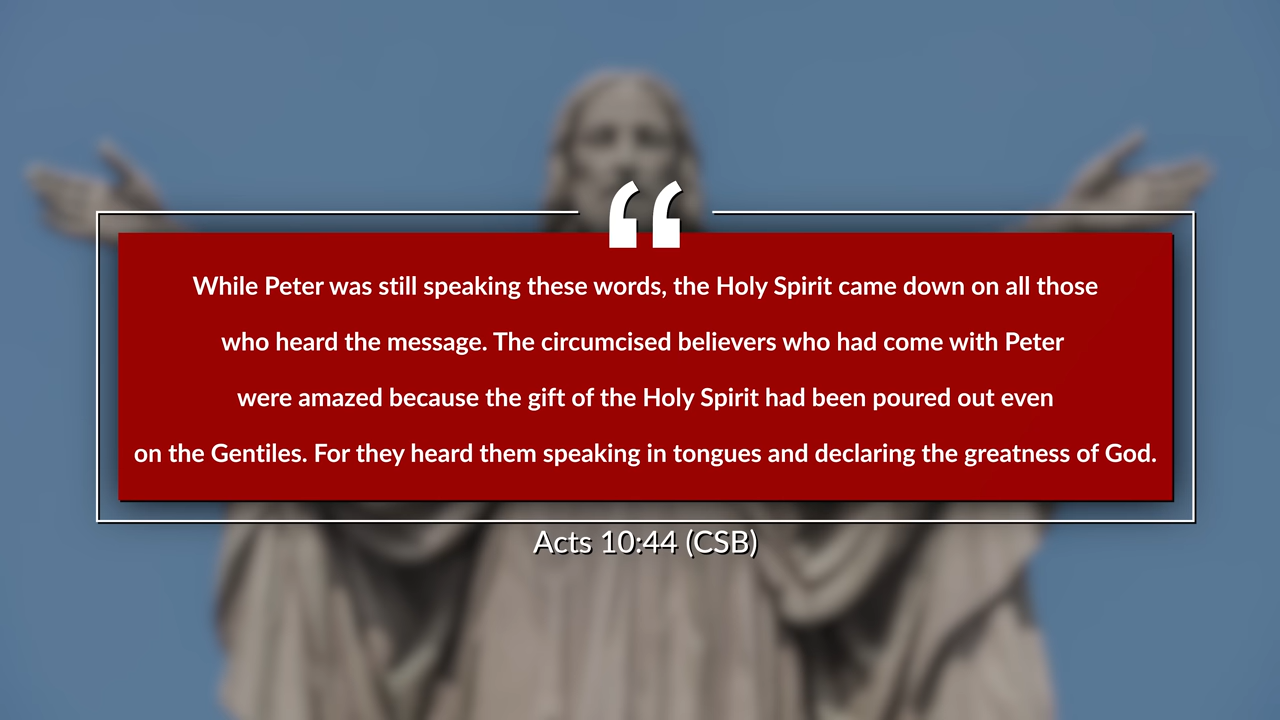 “
While Peter was still speaking these words, the Holy Spirit came down on all those
who heard the message. The circumcised believers who had come with Peter
were amazed because the gift of the Holy Spirit had been poured out even
on the Gentiles. For they heard them speaking in tongues and declaring the greatness of God.
Acts 10:44 (CSB)